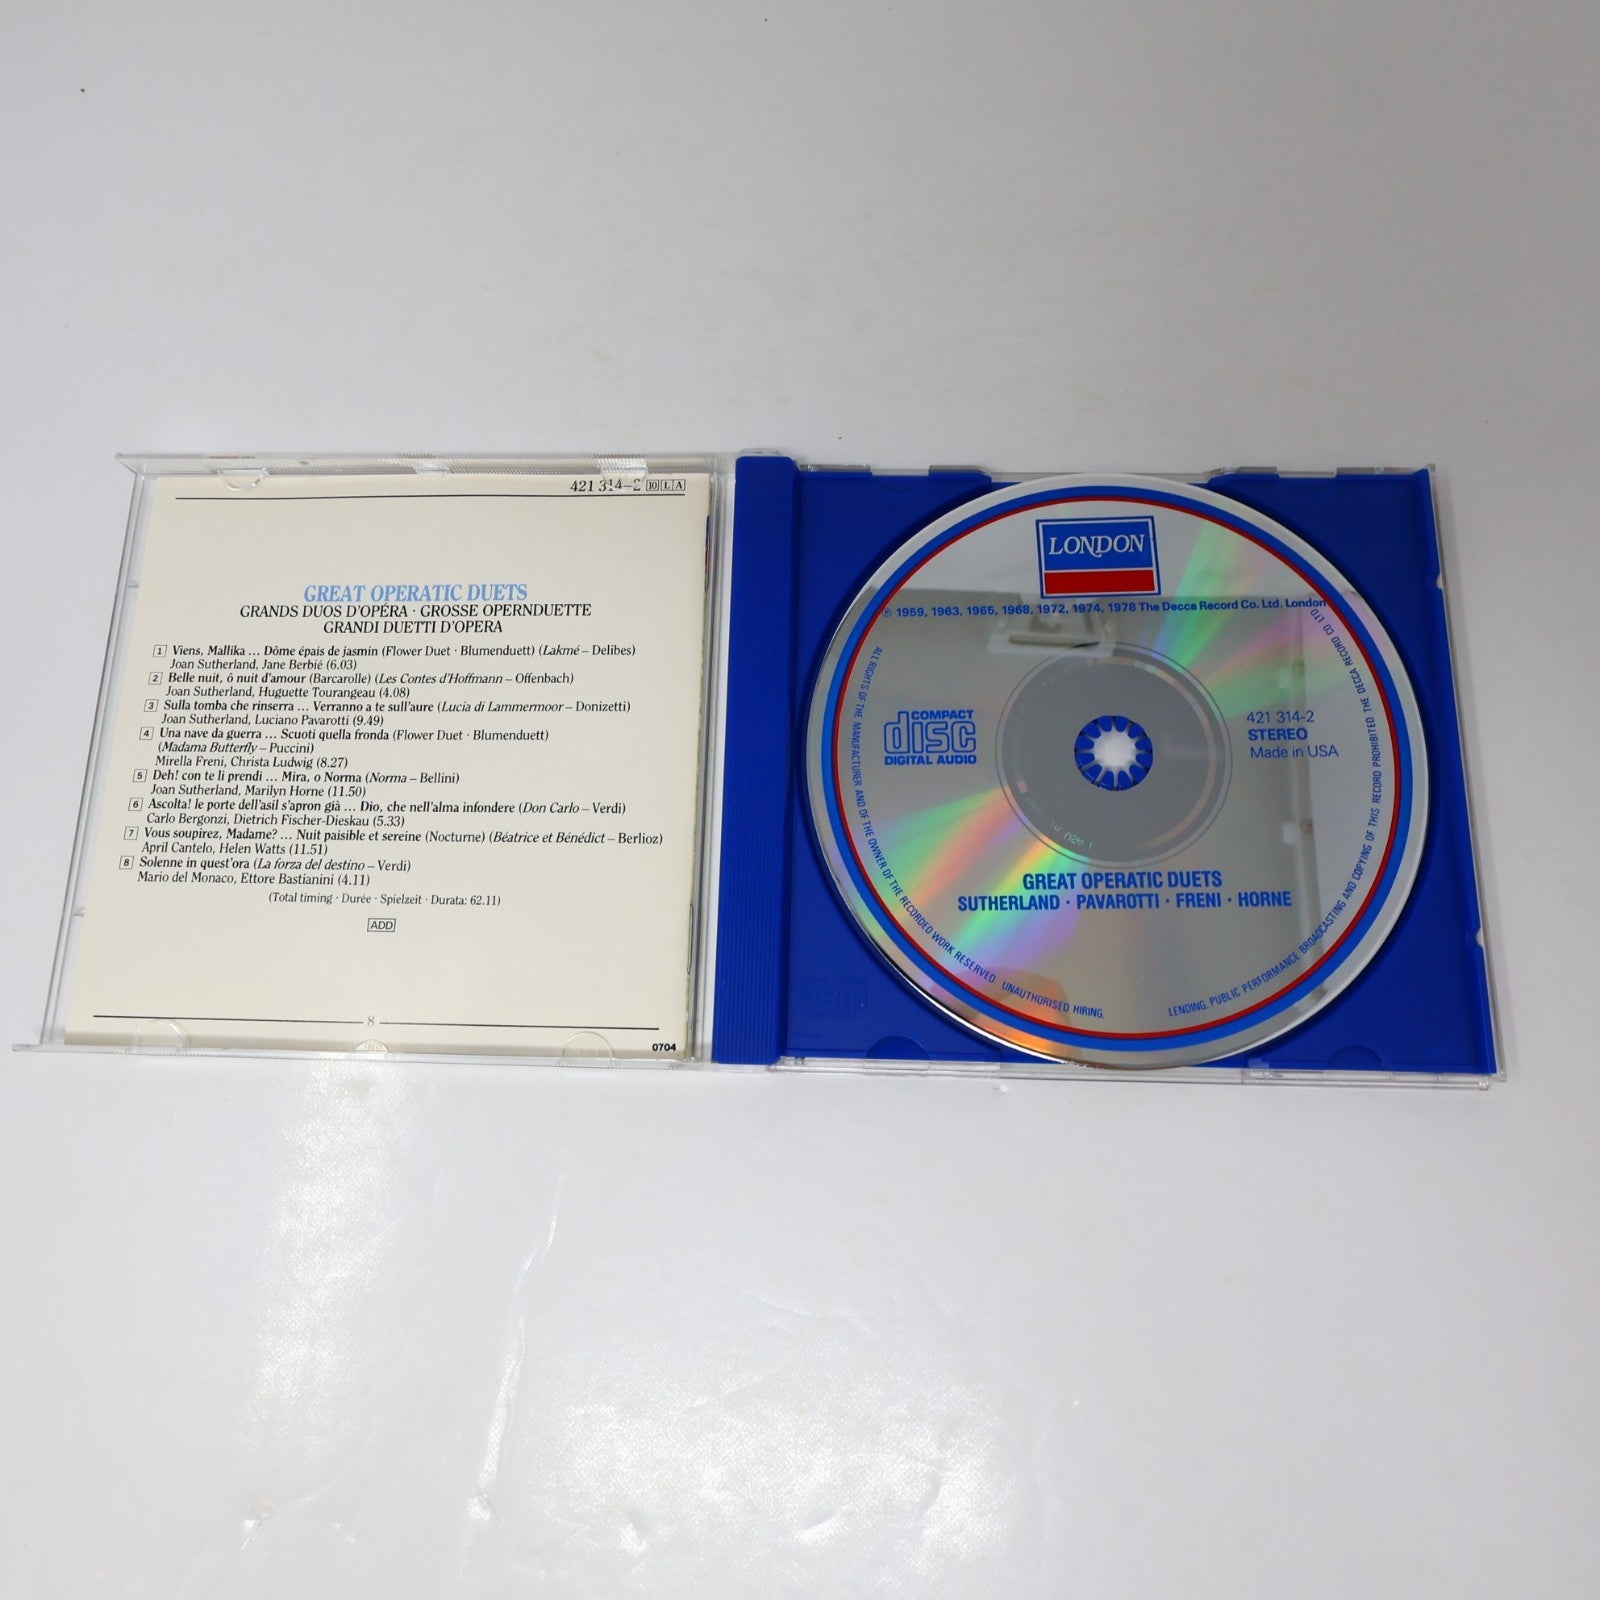 421 314-2 10 L A
GREAT OPERATIC DUETS
GRANDS DUOS D'OPÉRA · GROSSE OPERNDUETTE
GRANDI DUETTI D'OPERA
1 Viens, Mallika ... Dôme épais de jasmin (Flower Duet · Blumenduett) (Lakmé – Delibes)
Joan Sutherland, Jane Berbié (6.03)
2 Belle nuit, ô nuit d'amour (Barcarolle) (Les Contes d'Hoffmann – Offenbach)
Joan Sutherland, Huguette Tourangeau (4.08)
3 Sulla tomba che rinserra ... Verranno a te sull'aure (Lucia di Lammermoor – Donizetti)
Joan Sutherland, Luciano Pavarotti (9.49)
4 Una nave da guerra ... Scuoti quella fronda (Flower Duet · Blumenduett)
(Madama Butterfly – Puccini)
Mirella Freni, Christa Ludwig (8.27)
5 Deh! con te li prendi ... Mira, o Norma (Norma – Bellini)
Joan Sutherland, Marilyn Horne (11.50)
6 Ascolta! le porte dell'asil s'apron già ... Dio, che nell'alma infondere (Don Carlo – Verdi)
Carlo Bergonzi, Dietrich Fischer-Dieskau (5.33)
7 Vous soupirez, Madame? ... Nuit paisible et sereine (Nocturne) (Béatrice et Bénédict – Berlioz)
April Cantelo, Helen Watts (11.51)
8 Solenne in quest'ora (La forza del destino – Verdi)
Mario del Monaco, Ettore Bastianini (4.11)
(Total timing · Durée · Spielzeit · Durata: 62.11)
ADD
8
0704
LONDON
℗ 1959, 1963, 1965, 1968, 1972, 1974, 1978 The Decca Record Co. Ltd. London
COMPACT
disc
DIGITAL AUDIO
421 314-2
STEREO
Made in USA
GREAT OPERATIC DUETS
SUTHERLAND · PAVAROTTI · FRENI · HORNE
ALL RIGHTS OF THE MANUFACTURER AND OF THE OWNER OF THE RECORDED WORK RESERVED. UNAUTHORISED HIRING, LENDING, PUBLIC PERFORMANCE BROADCASTING AND COPYING OF THIS RECORD PROHIBITED THE DECCA RECORD CO LTD.